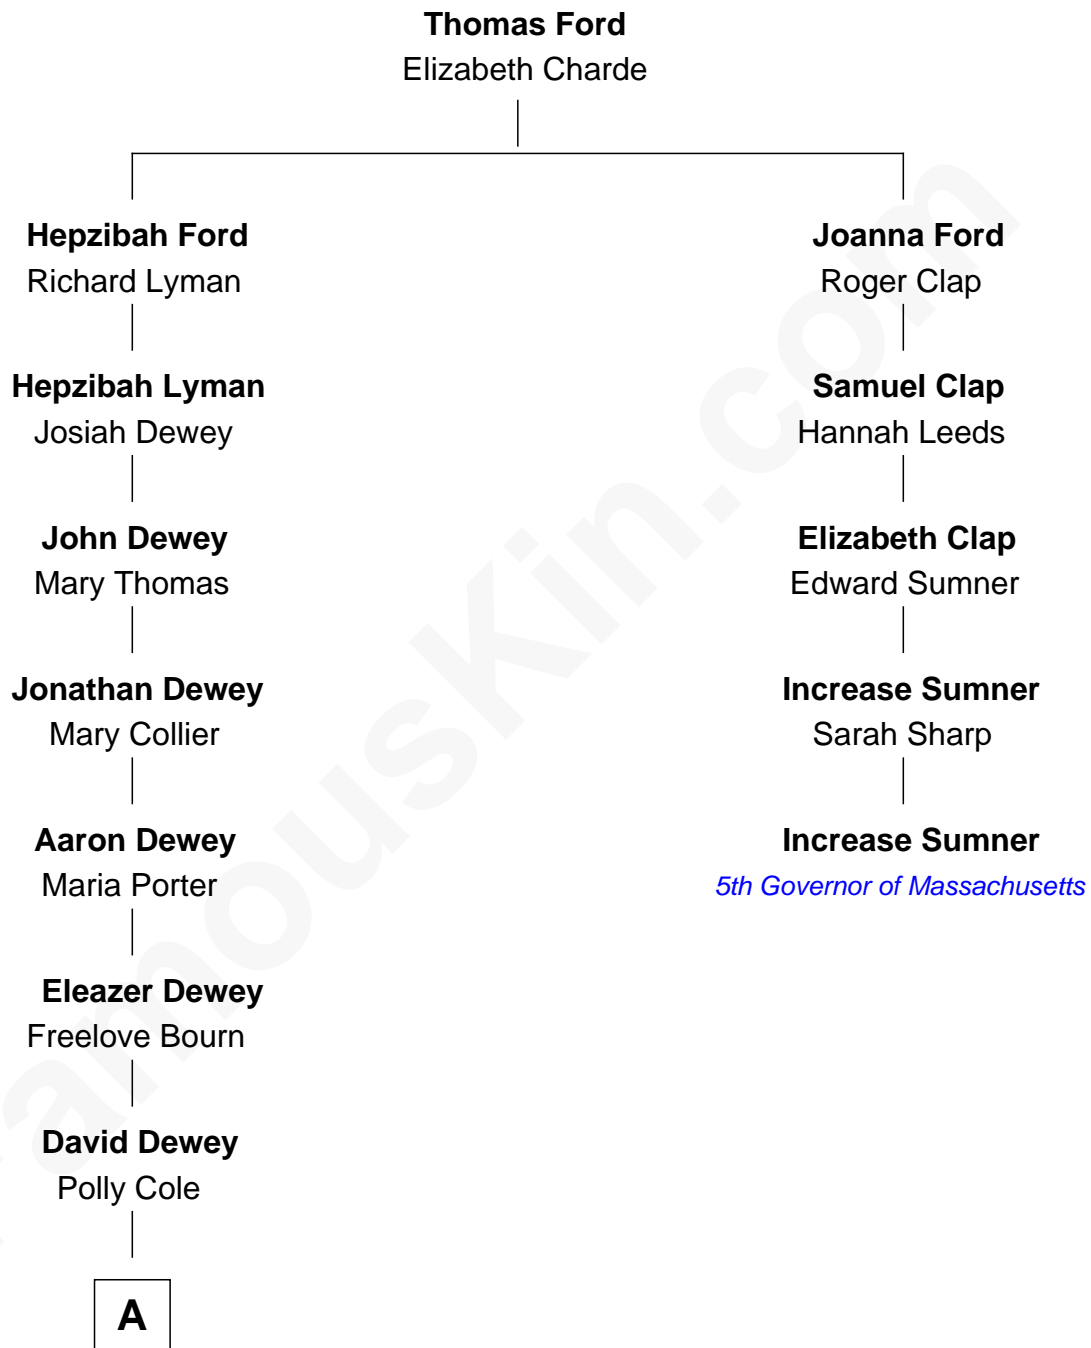 Thomas Ford
Elizabeth Charde
Hepzibah Ford
Richard Lyman
Joanna Ford
Roger Clap
Hepzibah Lyman
Josiah Dewey
Samuel Clap
Hannah Leeds
John Dewey
Mary Thomas
Elizabeth Clap
Edward Sumner
Jonathan Dewey
Mary Collier
Increase Sumner
Sarah Sharp
Aaron Dewey
Maria Porter
Increase Sumner
5th Governor of Massachusetts
Eleazer Dewey
Freelove Bourn
David Dewey
Polly Cole
A
FamousKin.com